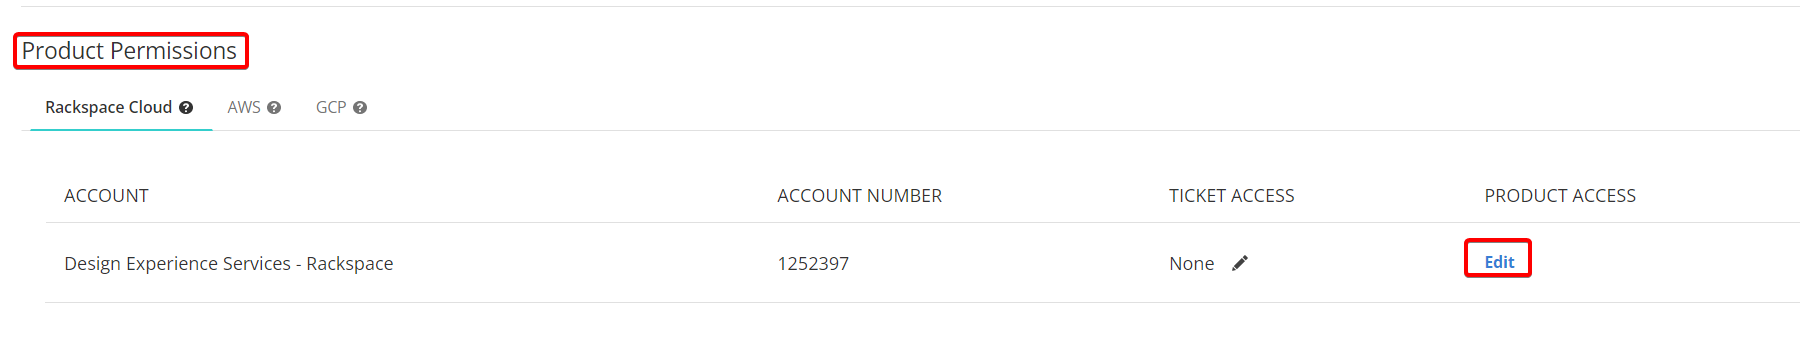 Product Permissions
Rackspace Cloud ? AWS ? GCP ?
ACCOUNT ACCOUNT NUMBER TICKET ACCESS PRODUCT ACCESS
Design Experience Services - Rackspace 1252397 None Edit